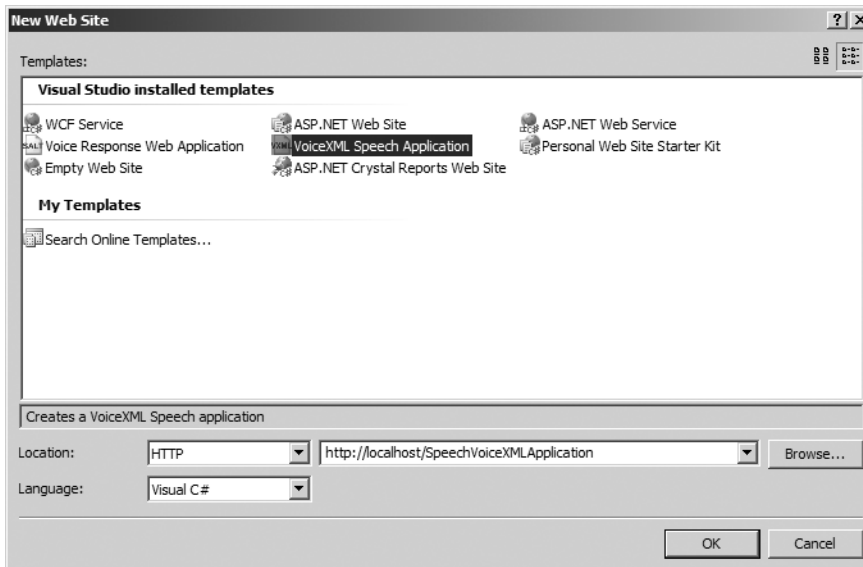 New Web Site
Templates:
Visual Studio installed templates
WCF Service
ASP.NET Web Site
ASP.NET Web Service
SALT Voice Response Web Application
VXML VoiceXML Speech Application
Personal Web Site Starter Kit
Empty Web Site
ASP.NET Crystal Reports Web Site
My Templates
Search Online Templates...
Creates a VoiceXML Speech application
Location: HTTP http://localhost/SpeechVoiceXMLApplication Browse...
Language: Visual C#
OK Cancel